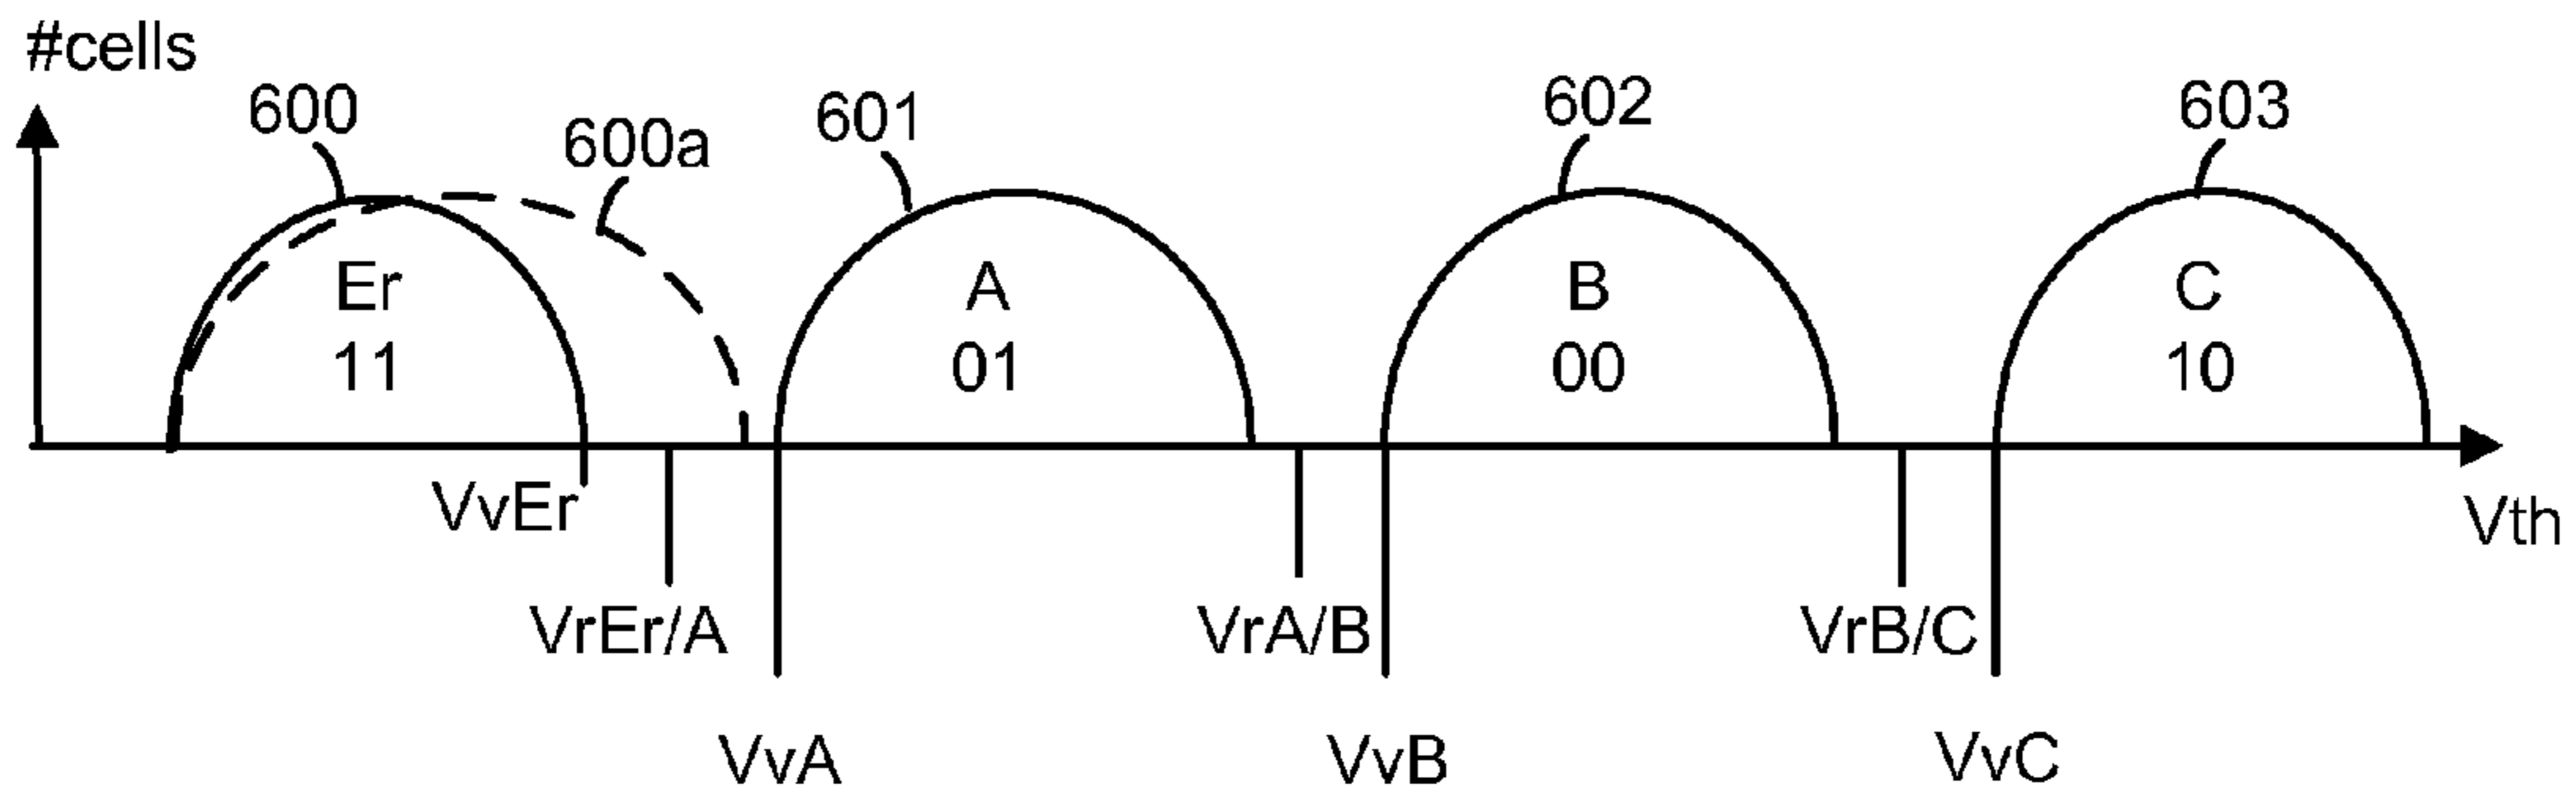 #cells
600
600a
601
602
603
Er
11
A
01
B
00
C
10
VvEr
Vth
VrEr/A
VrA/B
VrB/C
VvA
VvB
VvC